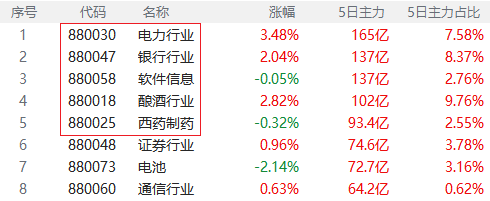 序号 代码 名称 涨幅 5日主力 5日主力占比
1 880030 电力行业 3.48% 165亿 7.58%
2 880047 银行行业 2.04% 137亿 8.37%
3 880058 软件信息 -0.05% 137亿 2.76%
4 880018 酿酒行业 2.82% 102亿 9.76%
5 880025 西药制药 -0.32% 93.4亿 2.55%
6 880048 证券行业 0.96% 74.6亿 3.78%
7 880073 电池 -2.14% 72.7亿 3.16%
8 880060 通信行业 0.63% 64.2亿 0.62%